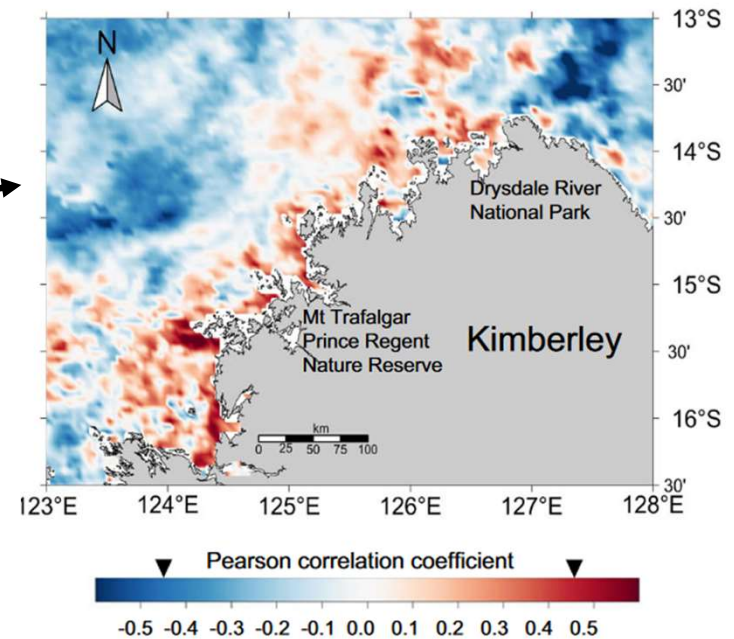 N
13°S
30'
14°S
Drysdale River
National Park
30'
15°S
Mt Trafalgar
Prince Regent
Nature Reserve
Kimberley
30'
16°S
km
0 25 50 75 100
30'
123°E 124°E 125°E 126°E 127°E 128°E
Pearson correlation coefficient
-0.5 -0.4 -0.3 -0.2 -0.1 0.0 0.1 0.2 0.3 0.4 0.5